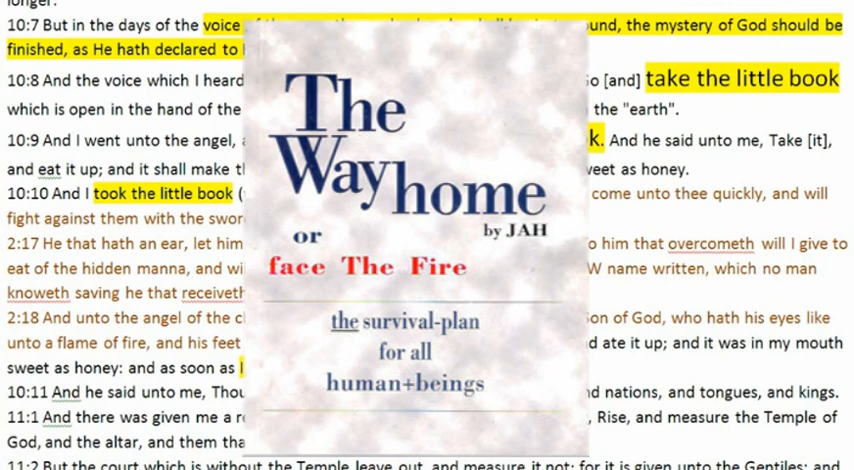 longer.
10:7 But in the days of the voice sound, the mystery of God should be
finished, as He hath declared to
10:8 And the voice which I heard Go [and] take the little book
which is open in the hand of the the "earth".
10:9 And I went unto the angel, And he said unto me, Take [it],
and eat it up; and it shall make sweet as honey.
10:10 And I took the little book ( come unto thee quickly, and will
fight against them with the
2:17 He that hath an ear, let him him that overcometh will I give to
eat of the hidden manna, and name written, which no man
knoweth saving he that
2:18 And unto the angel of the Son of God, who hath his eyes like
unto a flame of fire, and his feet ate it up; and it was in my mouth
sweet as honey: and as soon as
10:11 And he said unto me, nations, and tongues, and kings.
11:1 And there was given me a Rise, and measure the Temple of
God, and the altar, and them
11:2 But the court which is without the Temple leave out, and measure it not; for it is given unto the Gentiles: and
The
Way home
by JAH
or
face The Fire
the survival-plan
for all
human+beings